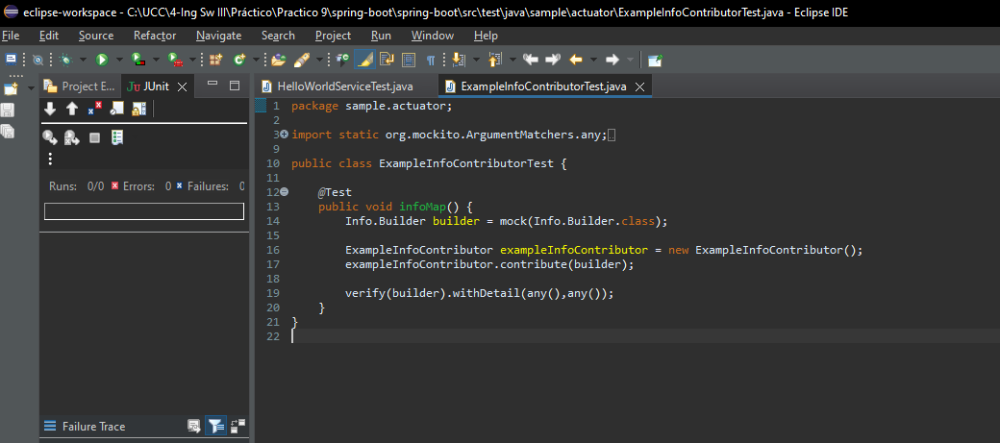 eclipse-workspace - C:\UCC\4-Ing Sw III\Práctico\Practico 9\spring-boot\spring-boot\src\test\java\sample\actuator\ExampleInfoContributorTest.java - Eclipse IDE
File Edit Source Refactor Navigate Search Project Run Window Help
Project E... JUnit
HelloWorldServiceTest.java ExampleInfoContributorTest.java
Runs: 0/0 Errors: 0 Failures: 0
Failure Trace
1 package sample.actuator;
2
3 import static org.mockito.ArgumentMatchers.any;
9
10 public class ExampleInfoContributorTest {
11
12 @Test
13 public void infoMap() {
14 Info.Builder builder = mock(Info.Builder.class);
15
16 ExampleInfoContributor exampleInfoContributor = new ExampleInfoContributor();
17 exampleInfoContributor.contribute(builder);
18
19 verify(builder).withDetail(any(),any());
20 }
21 }
22